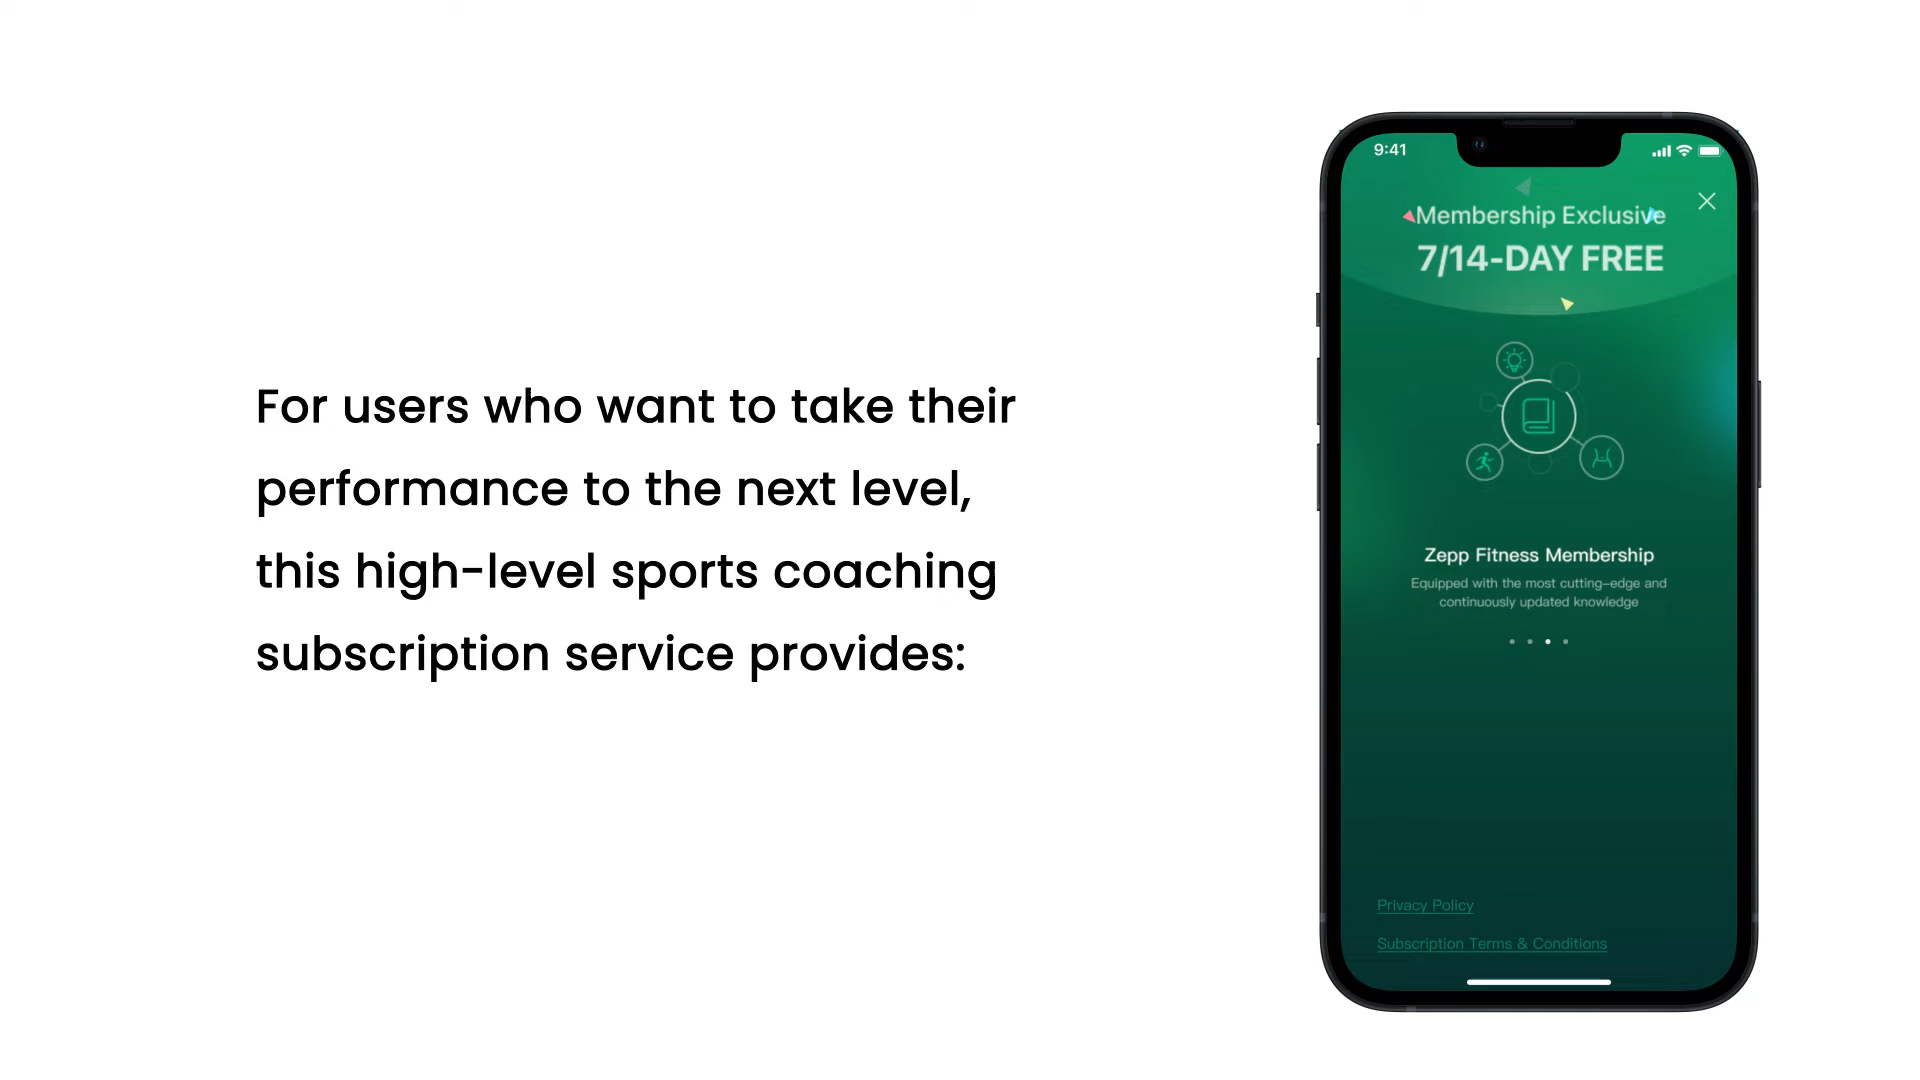 For users who want to take their
performance to the next level,
this high-level sports coaching
subscription service provides:
9:41
Membership Exclusive
7/14-DAY FREE
Zepp Fitness Membership
Equipped with the most cutting-edge and
continuously updated knowledge
Privacy Policy
Subscription Terms & Conditions